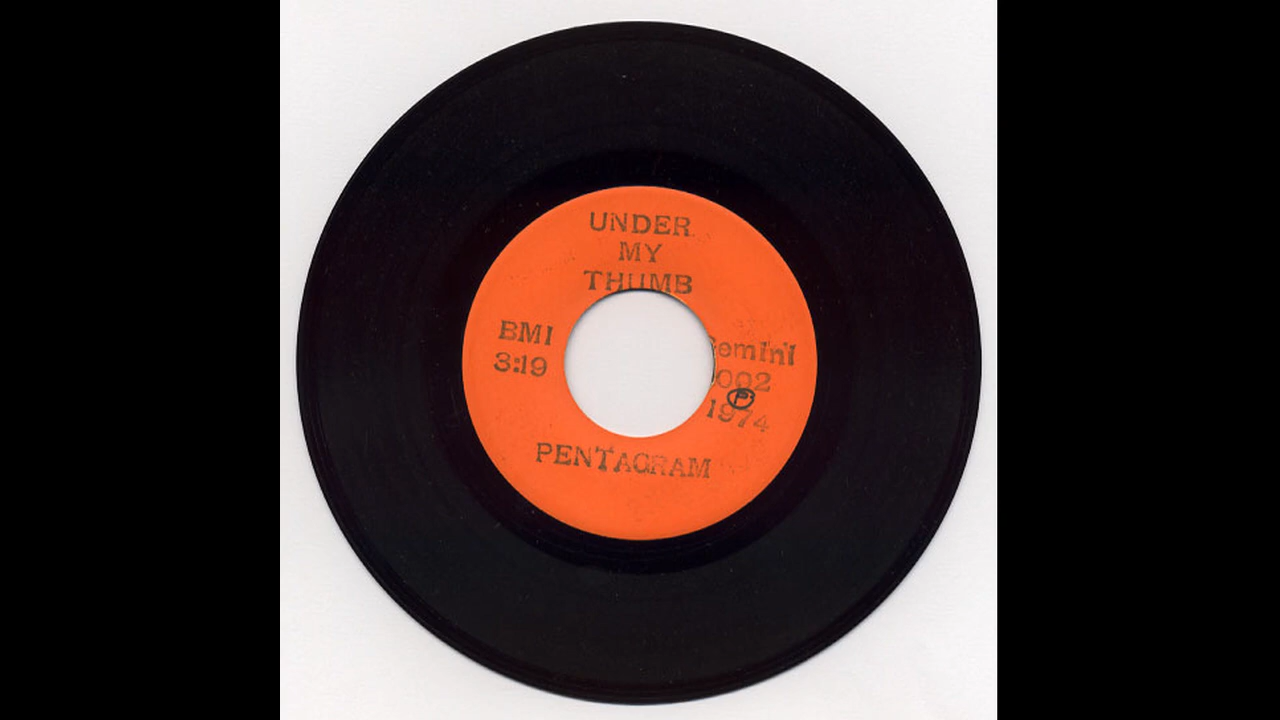 UNDER
MY
THUMB
BMI
3:19
GeminI
002
℗
1974
PENTAGRAM